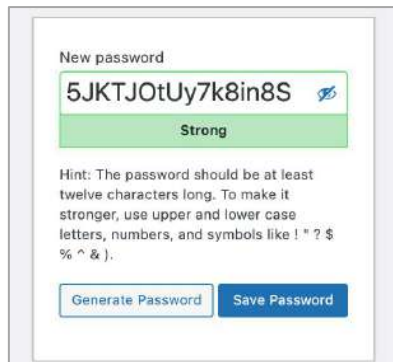 New password
5JKTJOtUy7k8in8S
Strong
Hint: The password should be at least
twelve characters long. To make it
stronger, use upper and lower case
letters, numbers, and symbols like ! " ? $
% ^ & ).
Generate Password
Save Password